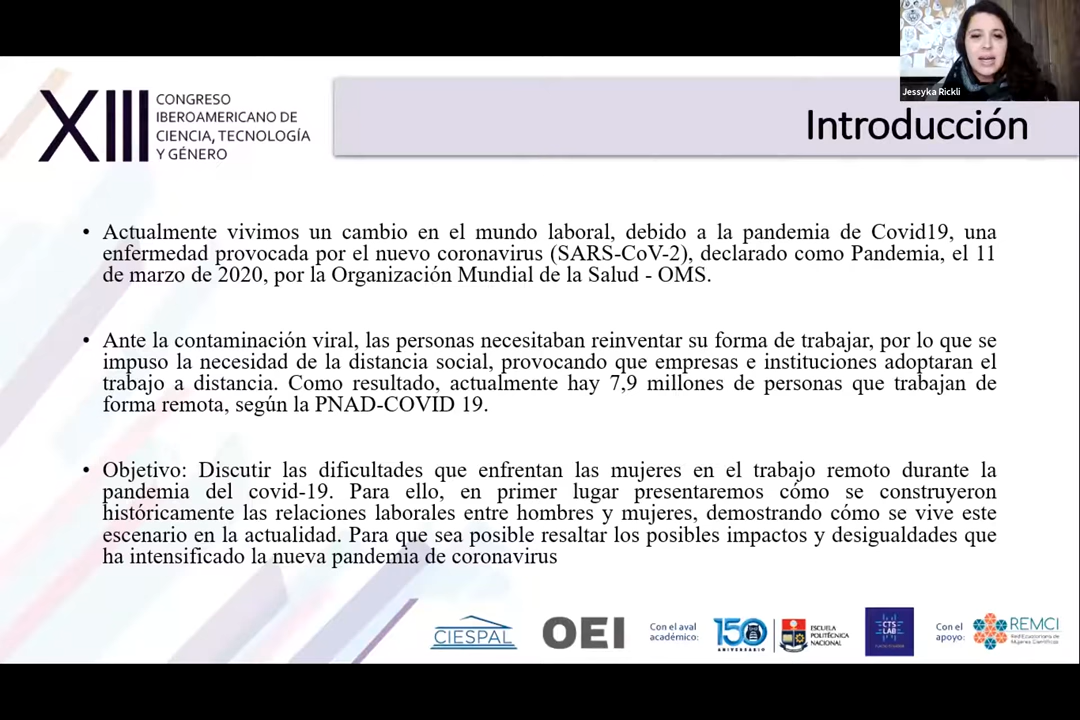 Jessyka Rickli
XIII
CONGRESO
IBEROAMERICANO DE
CIENCIA, TECNOLOGÍA
Y GÉNERO
Introducción
• Actualmente vivimos un cambio en el mundo laboral, debido a la pandemia de Covid19, una
enfermedad provocada por el nuevo coronavirus (SARS-CoV-2), declarado como Pandemia, el 11
de marzo de 2020, por la Organización Mundial de la Salud - OMS.
• Ante la contaminación viral, las personas necesitaban reinventar su forma de trabajar, por lo que se
impuso la necesidad de la distancia social, provocando que empresas e instituciones adoptaran el
trabajo a distancia. Como resultado, actualmente hay 7,9 millones de personas que trabajan de
forma remota, según la PNAD-COVID 19.
• Objetivo: Discutir las dificultades que enfrentan las mujeres en el trabajo remoto durante la
pandemia del covid-19. Para ello, en primer lugar presentaremos cómo se construyeron
históricamente las relaciones laborales entre hombres y mujeres, demostrando cómo se vive este
escenario en la actualidad. Para que sea posible resaltar los posibles impactos y desigualdades que
ha intensificado la nueva pandemia de coronavirus
CIESPAL
OEI
Con el aval
académico:
150
ANIVERSARIO
ESCUELA
POLITÉCNICA
NACIONAL
CTS
LAB
Con el
apoyo:
REMCI
Red Ecuatoriana de
Mujeres Científicas